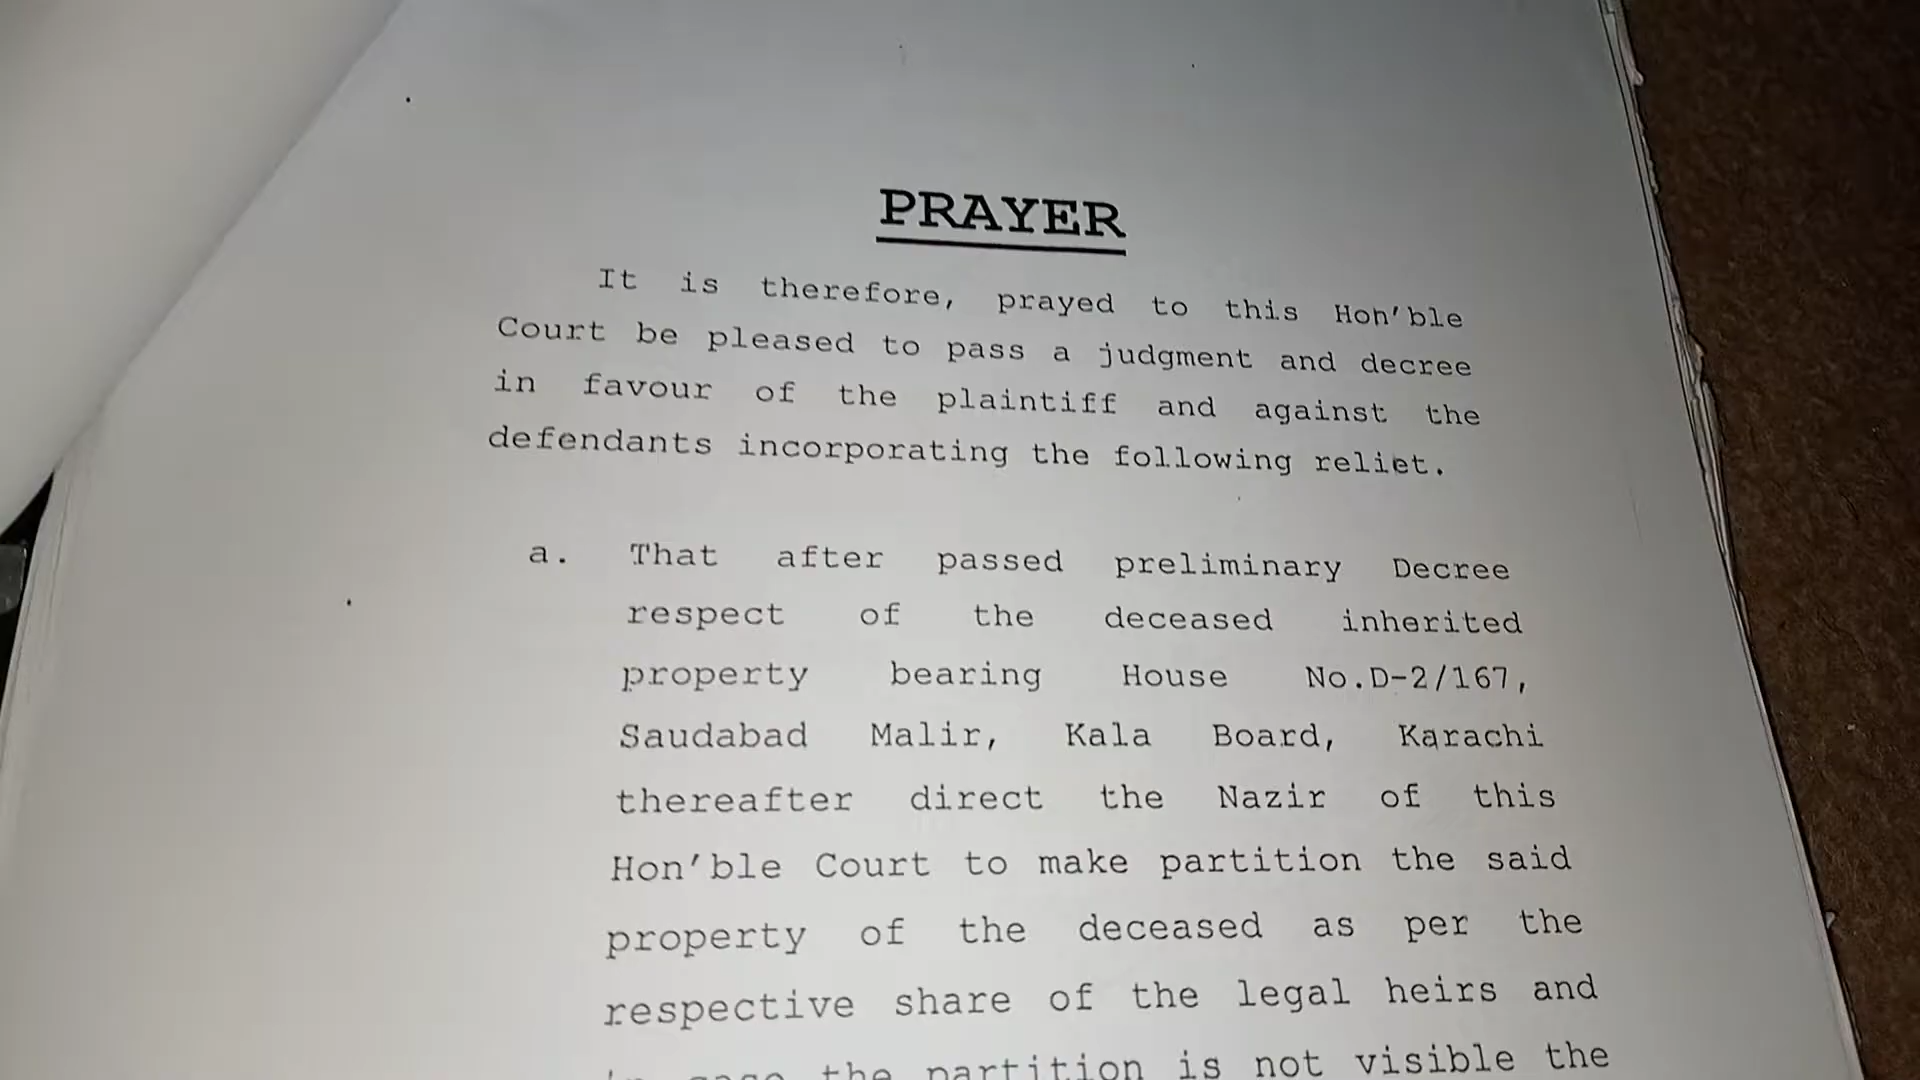 PRAYER
It is therefore, prayed to this Hon'ble
Court be pleased to pass a judgment and decree
in favour of the plaintiff and against the
defendants incorporating the following relief.
a. That after passed preliminary Decree
respect of the deceased inherited
property bearing House No.D-2/167,
Saudabad Malir, Kala Board, Karachi
thereafter direct the Nazir of this
Hon'ble Court to make partition the said
property of the deceased as per the
respective share of the legal heirs and
the partition is not visible the